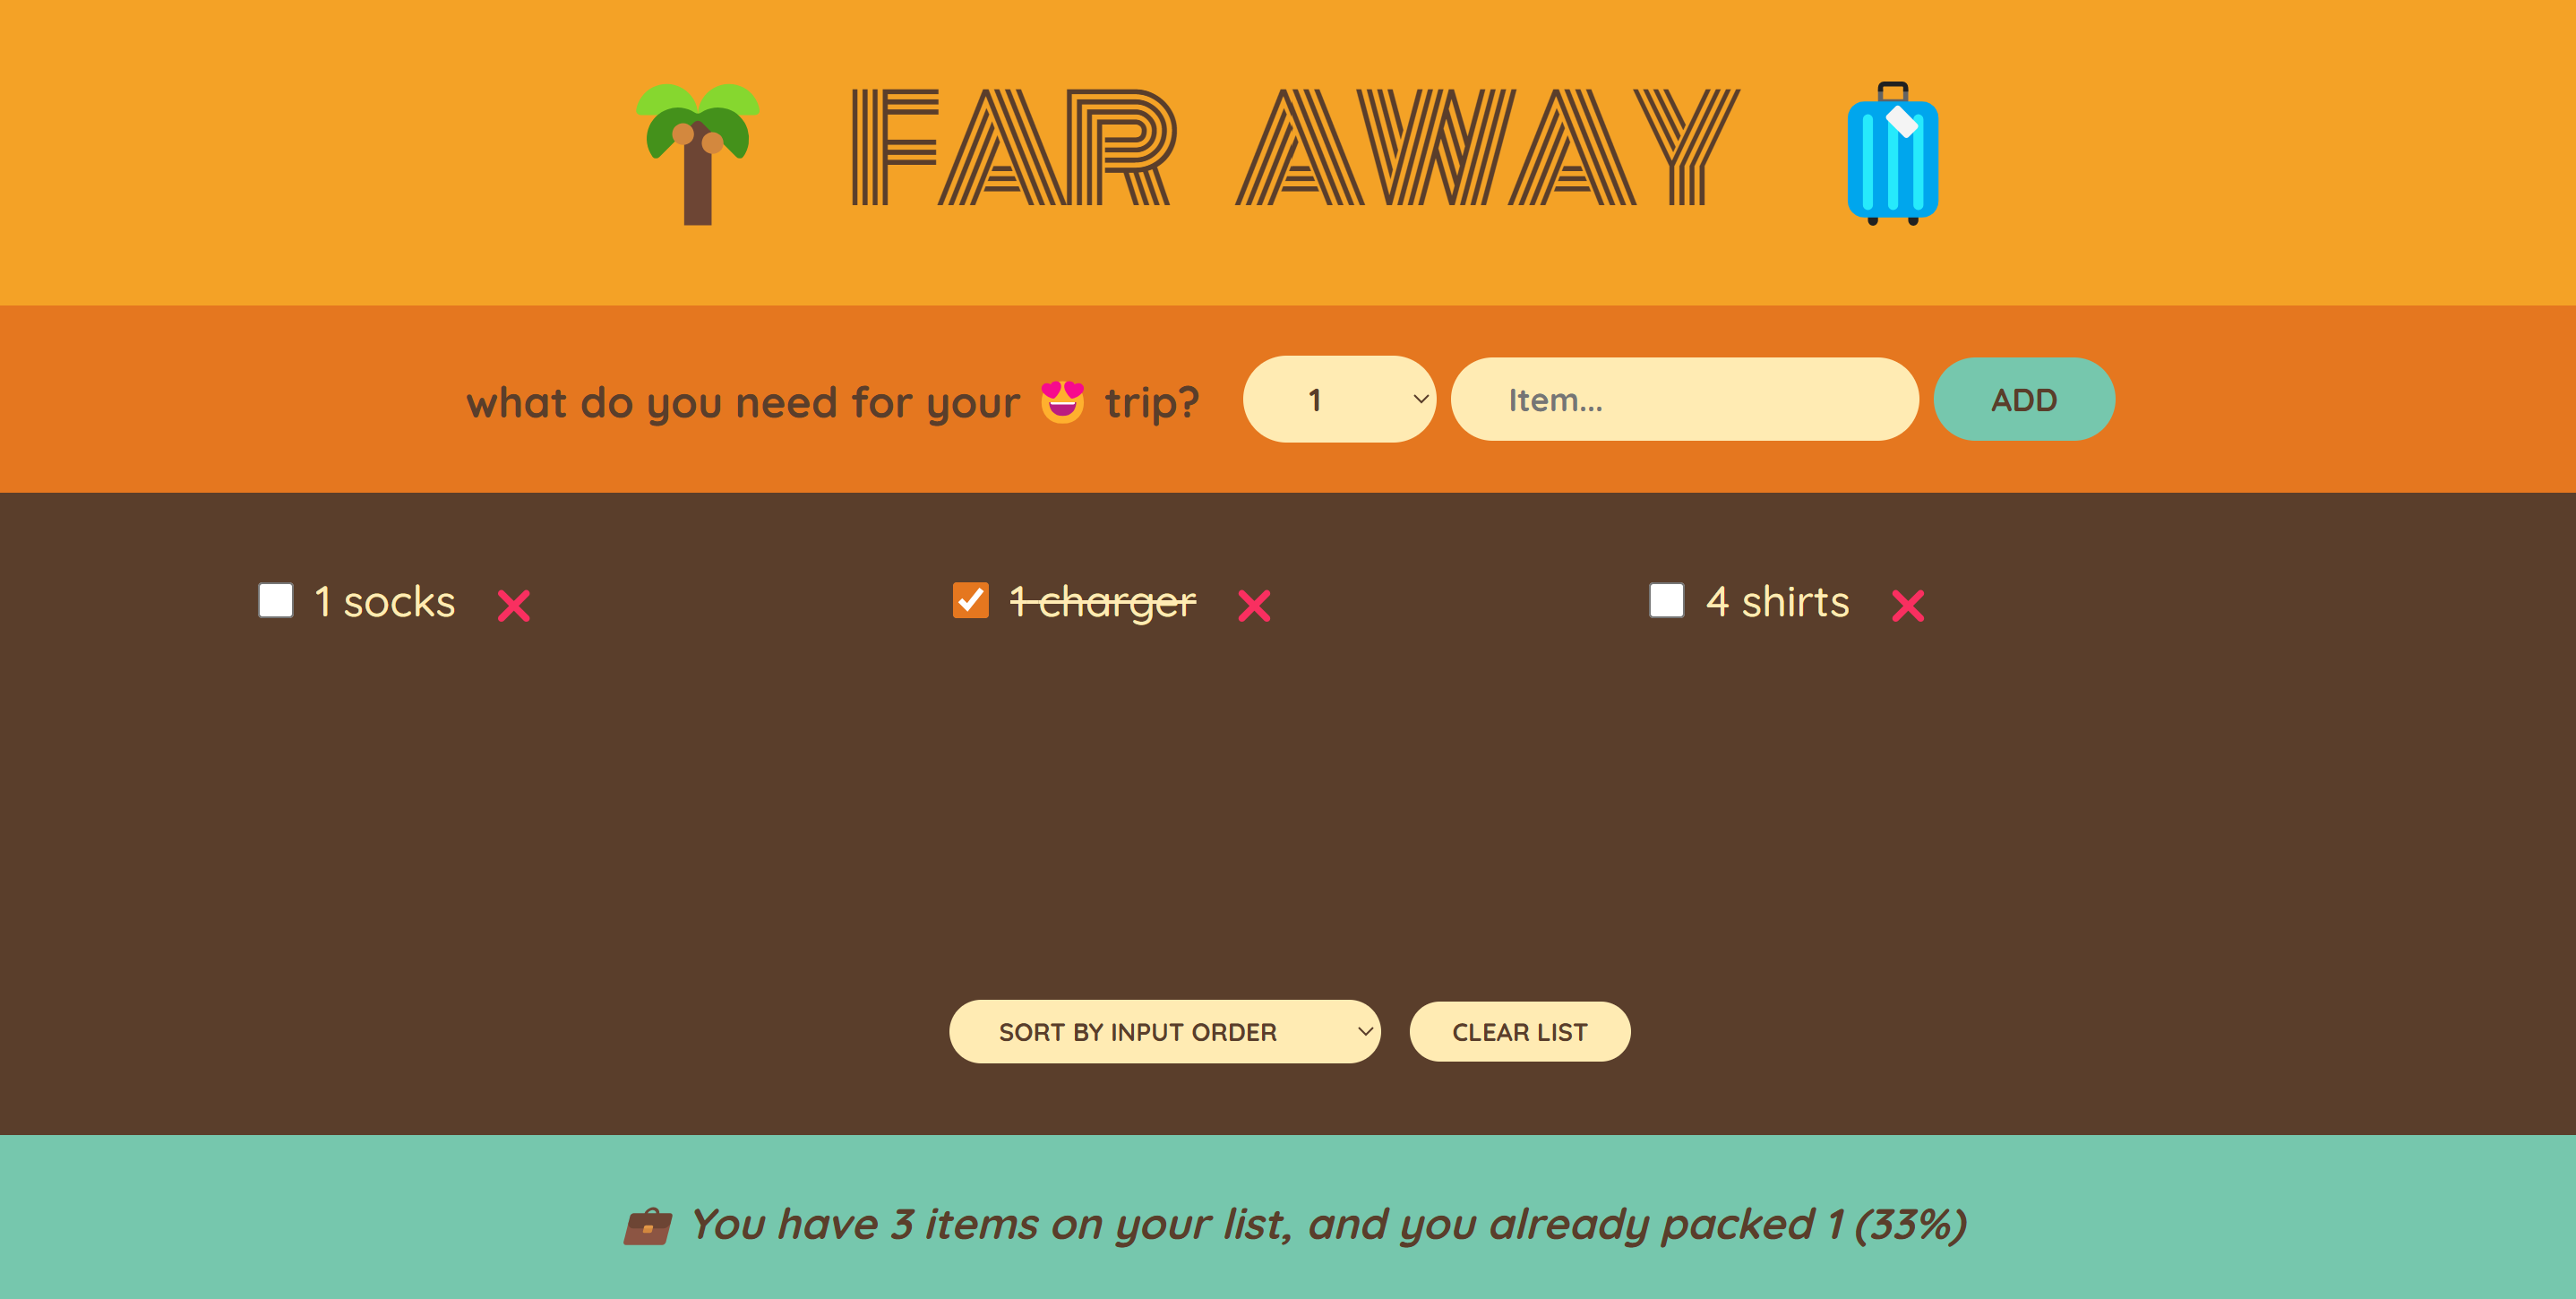 FAR AWAY
what do you need for your 😍 trip? 1 Item... ADD
1 socks ❌ 1 charger ❌ 4 shirts ❌
SORT BY INPUT ORDER CLEAR LIST
💼 You have 3 items on your list, and you already packed 1 (33%)